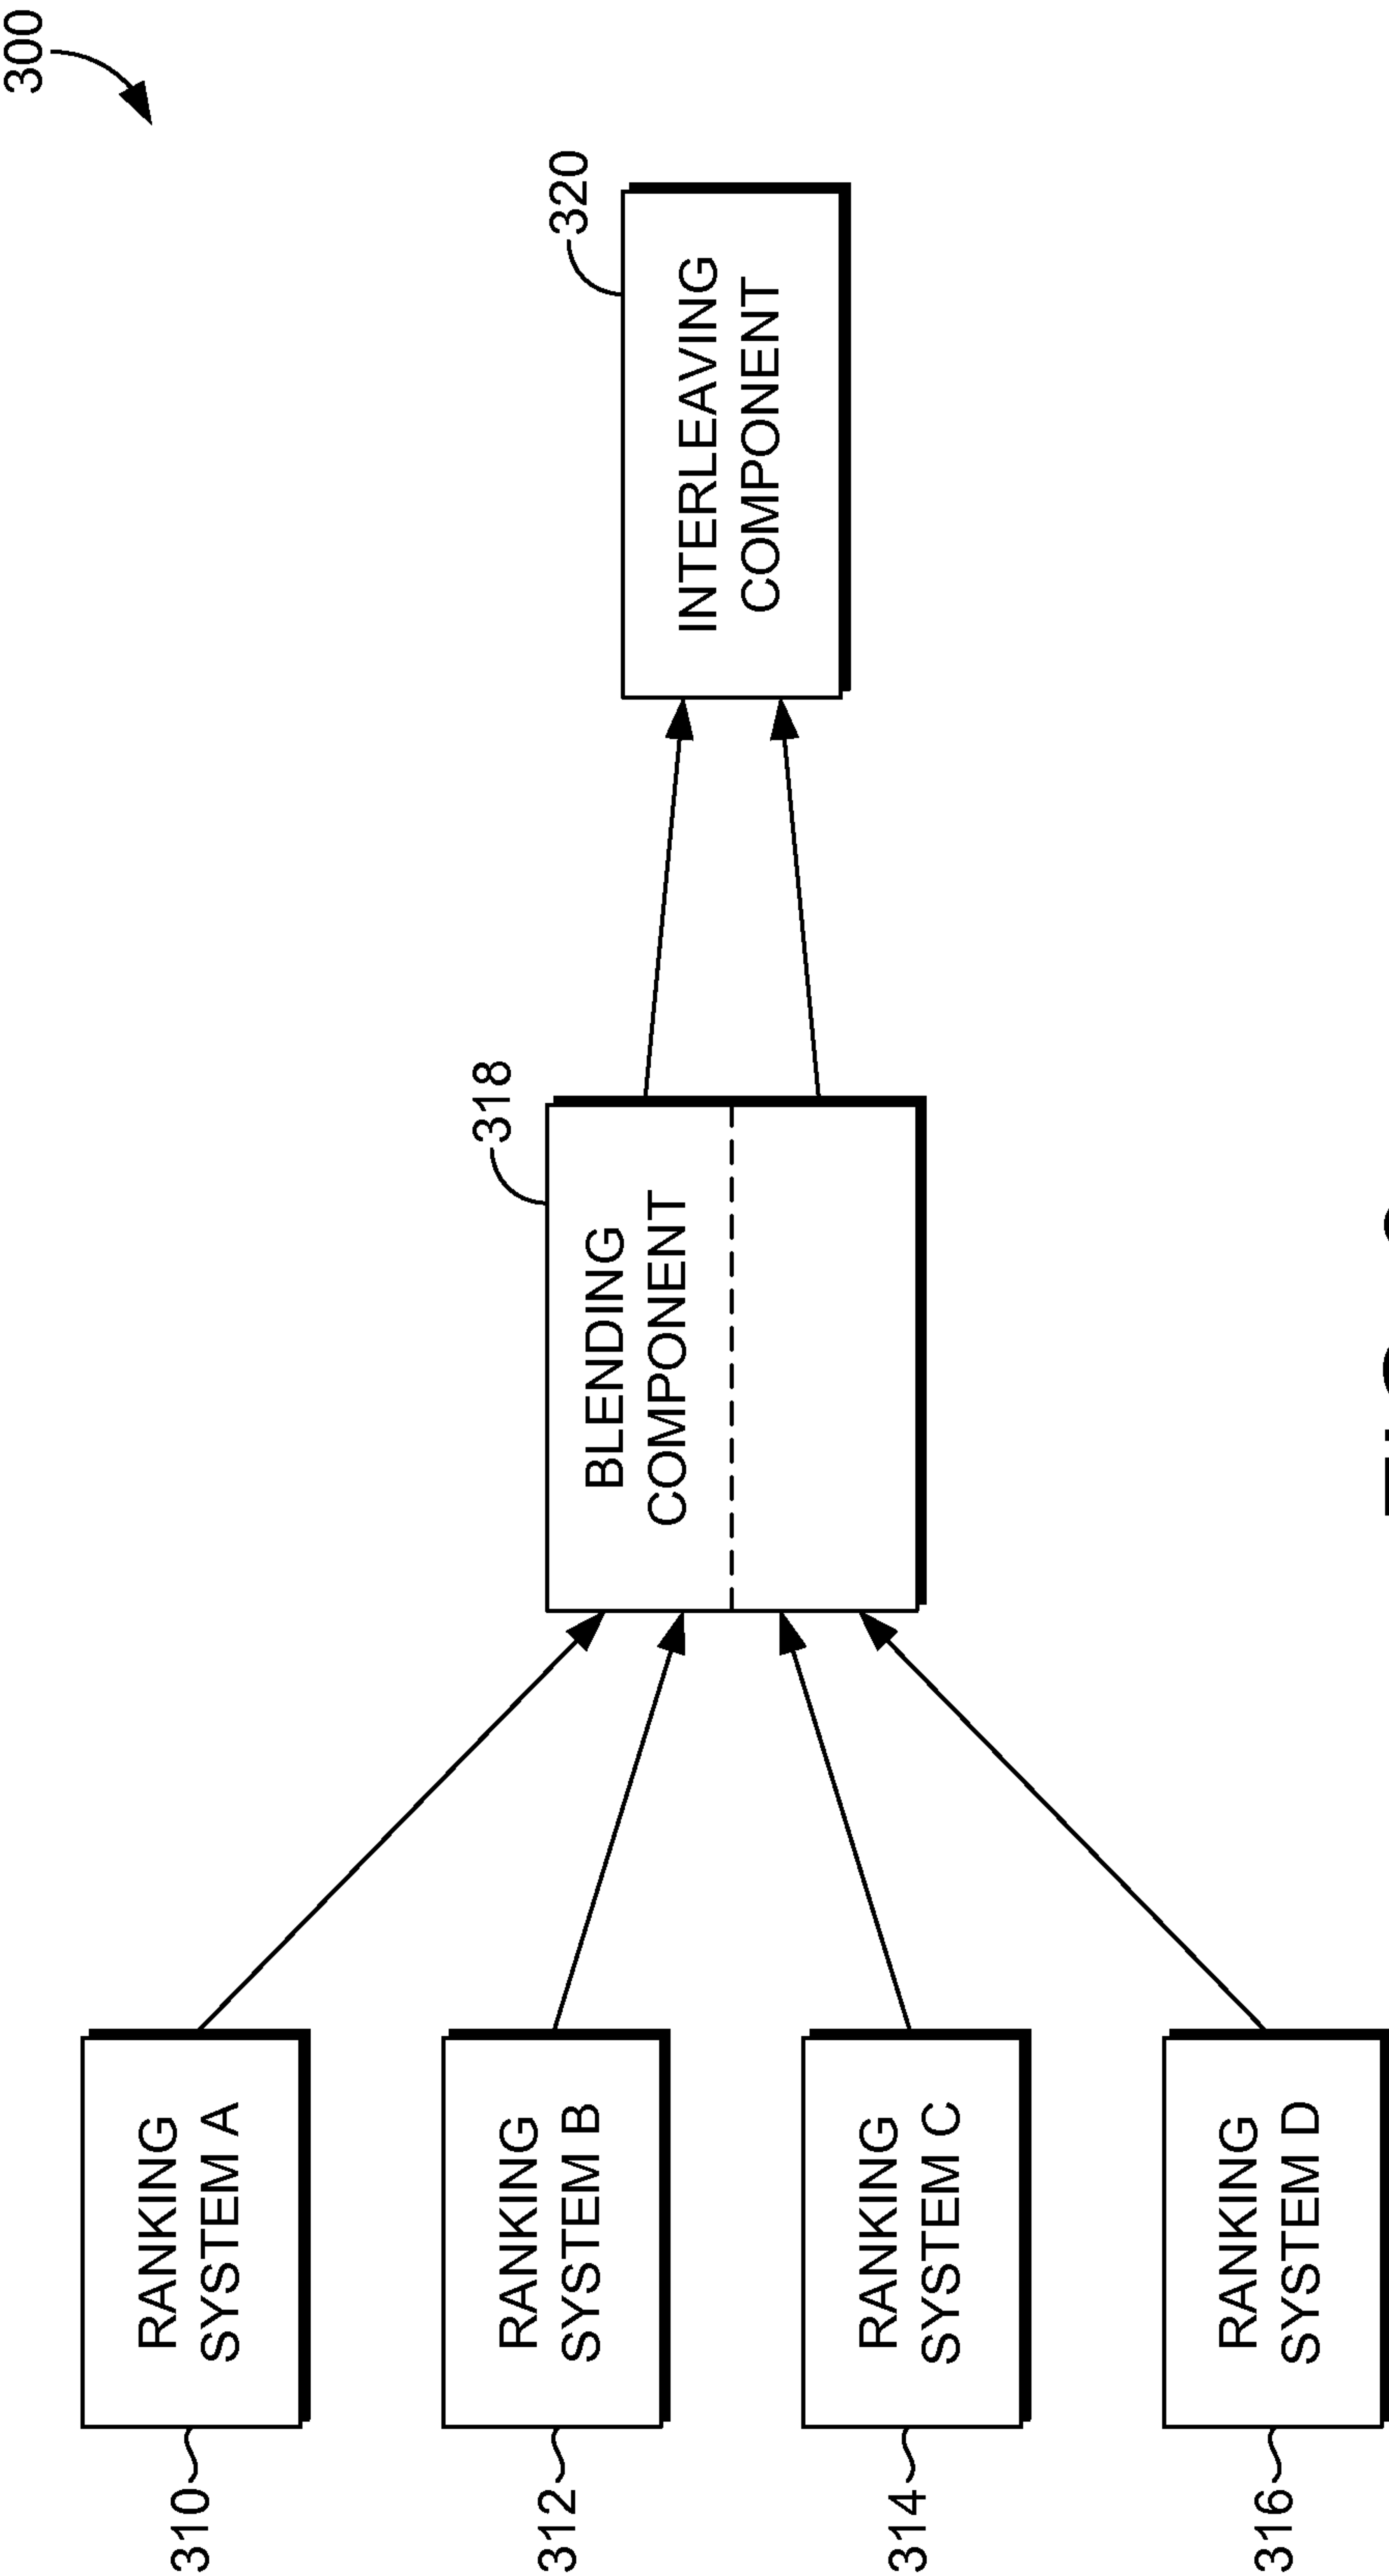 300
310
RANKING
SYSTEM A
312
RANKING
SYSTEM B
314
RANKING
SYSTEM C
316
RANKING
SYSTEM D
318
BLENDING
COMPONENT
320
INTERLEAVING
COMPONENT